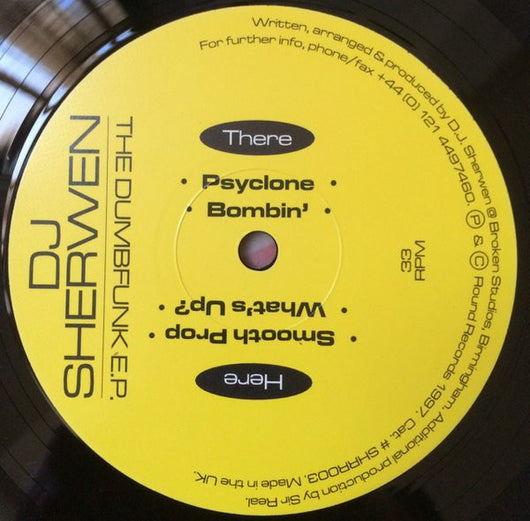 DJ
SHERWEN
THE DUMBFUNK E.P.
There
• Psyclone •
• Bombin' •
Here
• Smooth Prop •
• What's Up? •
33
RPM
Written, arranged & produced by D.J. Sherwen @ Broken Studios, Birmingham. Additional production by Sir Real.
For further info, phone/fax +44 (0) 121 4497460. Ⓟ & Ⓒ Round Records 1997. Cat. # SHRR003. Made in the UK.